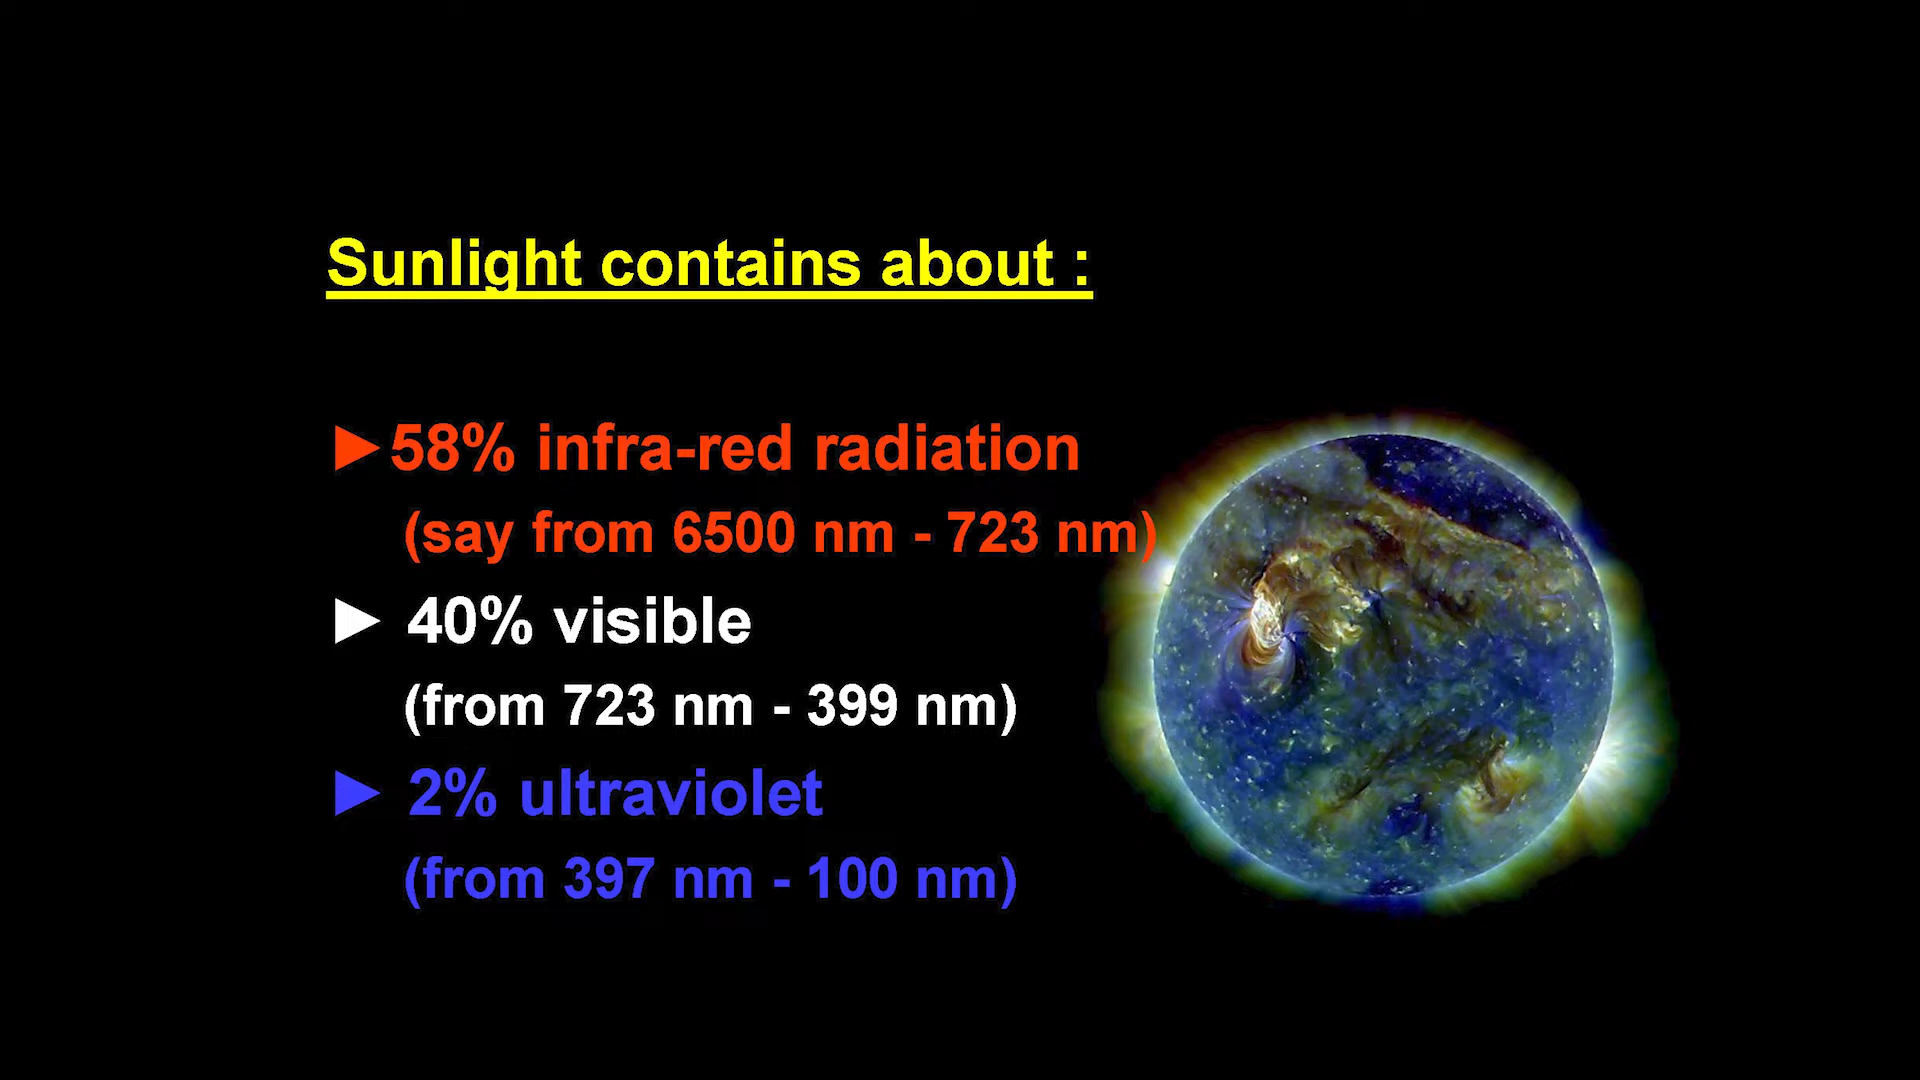 Sunlight contains about :
►58% infra-red radiation
(say from 6500 nm - 723 nm)
► 40% visible
(from 723 nm - 399 nm)
► 2% ultraviolet
(from 397 nm - 100 nm)